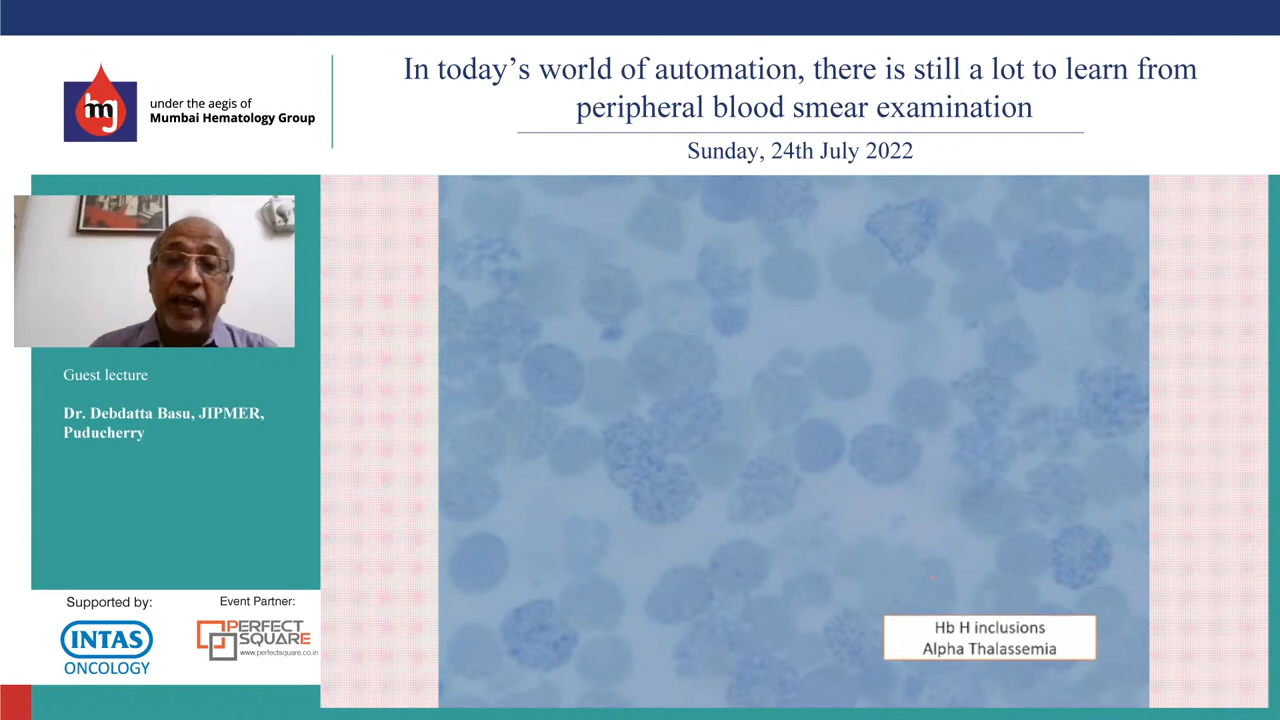 In today’s world of automation, there is still a lot to learn from
peripheral blood smear examination
Sunday, 24th July 2022
mg
under the aegis of
Mumbai Hematology Group
Guest lecture
Dr. Debdatta Basu, JIPMER,
Puducherry
Supported by:
INTAS
ONCOLOGY
Event Partner:
PERFECT
SQUARE
www.perfectsquare.co.in
Hb H inclusions
Alpha Thalassemia